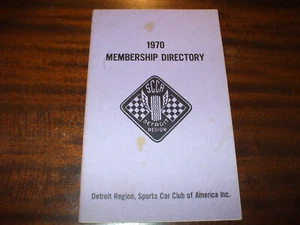 1970
MEMBERSHIP DIRECTORY
SCCA
DETROIT
REGION
Detroit Region, Sports Car Club of America Inc.